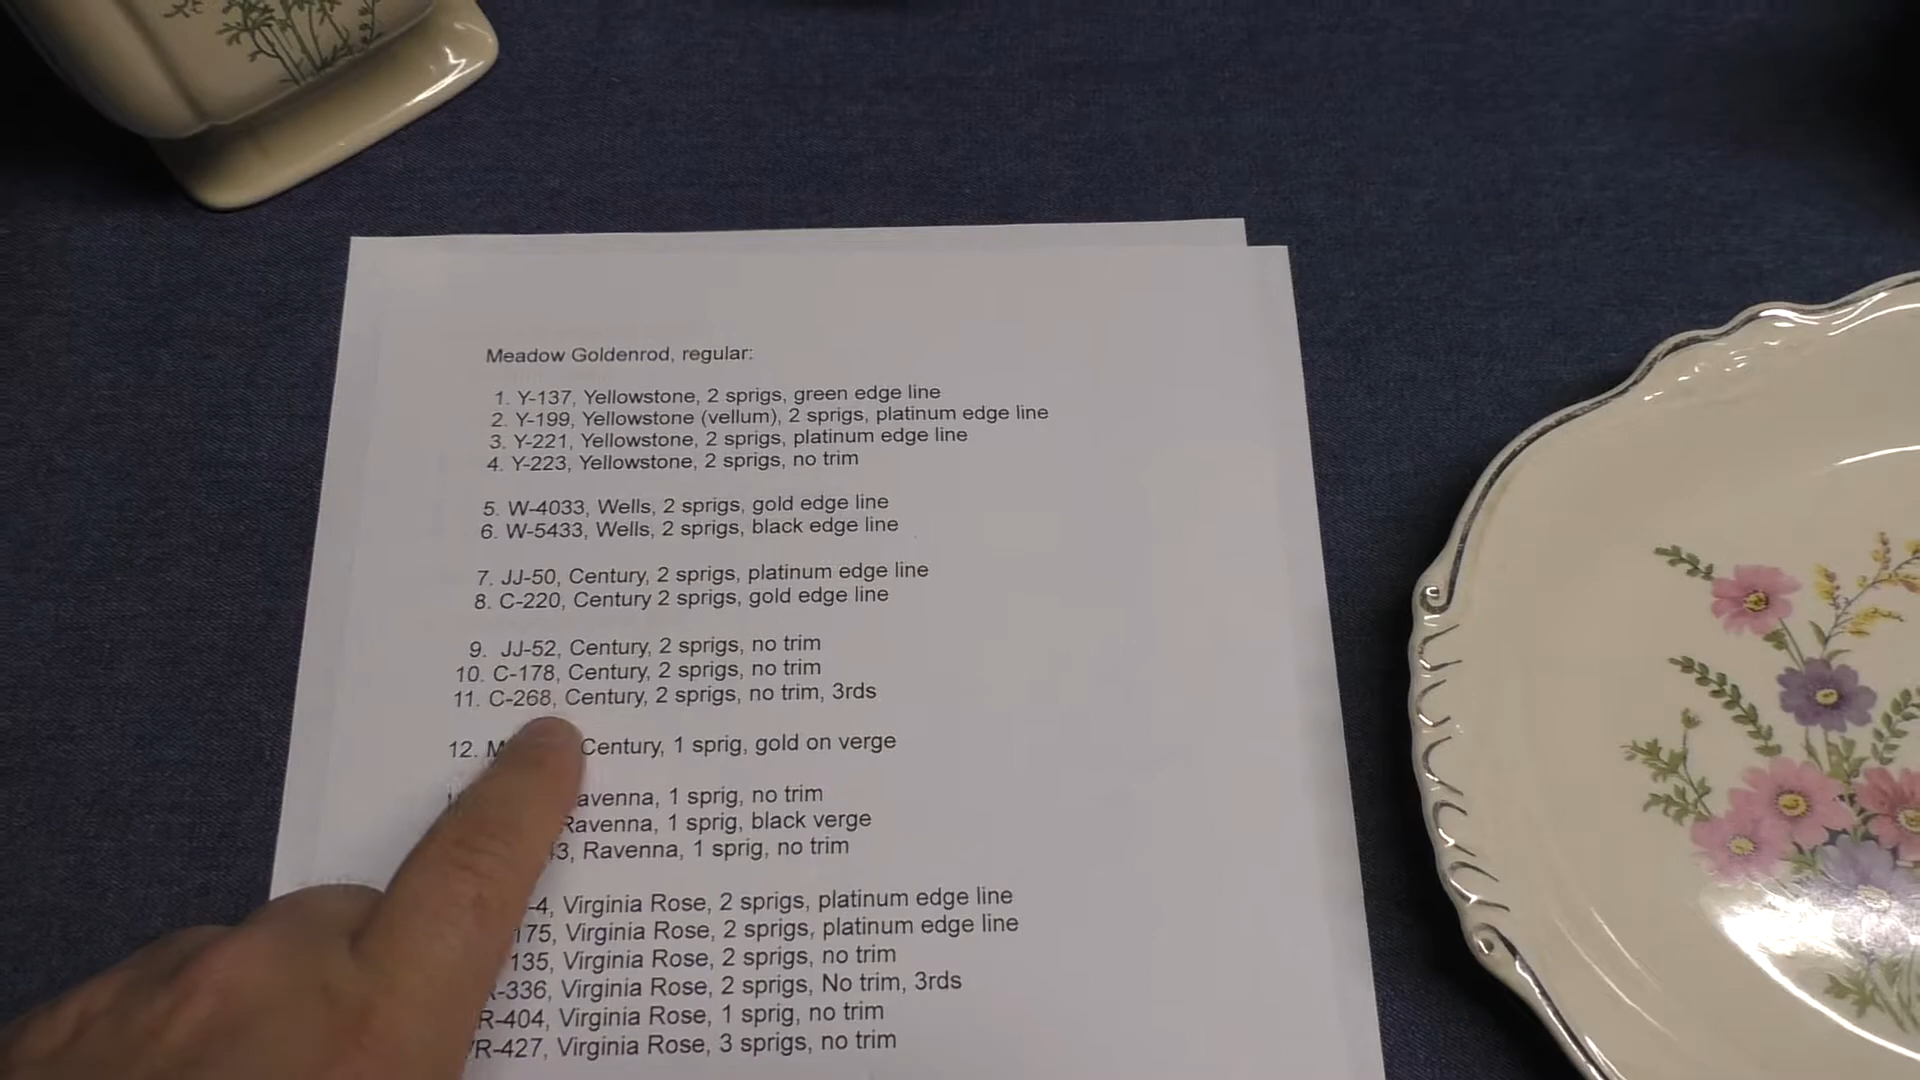 Meadow Goldenrod, regular:
1. Y-137, Yellowstone, 2 sprigs, green edge line
2. Y-199, Yellowstone (vellum), 2 sprigs, platinum edge line
3. Y-221, Yellowstone, 2 sprigs, platinum edge line
4. Y-223, Yellowstone, 2 sprigs, no trim
5. W-4033, Wells, 2 sprigs, gold edge line
6. W-5433, Wells, 2 sprigs, black edge line
7. JJ-50, Century, 2 sprigs, platinum edge line
8. C-220, Century 2 sprigs, gold edge line
9. JJ-52, Century, 2 sprigs, no trim
10. C-178, Century, 2 sprigs, no trim
11. C-268, Century, 2 sprigs, no trim, 3rds
12. Century, 1 sprig, gold on verge
1 sprig, no trim
Ravenna, 1 sprig, black verge
3, Ravenna, 1 sprig, no trim
-4, Virginia Rose, 2 sprigs, platinum edge line
175, Virginia Rose, 2 sprigs, platinum edge line
135, Virginia Rose, 2 sprigs, no trim
-336, Virginia Rose, 2 sprigs, No trim, 3rds
R-404, Virginia Rose, 1 sprig, no trim
R-427, Virginia Rose, 3 sprigs, no trim